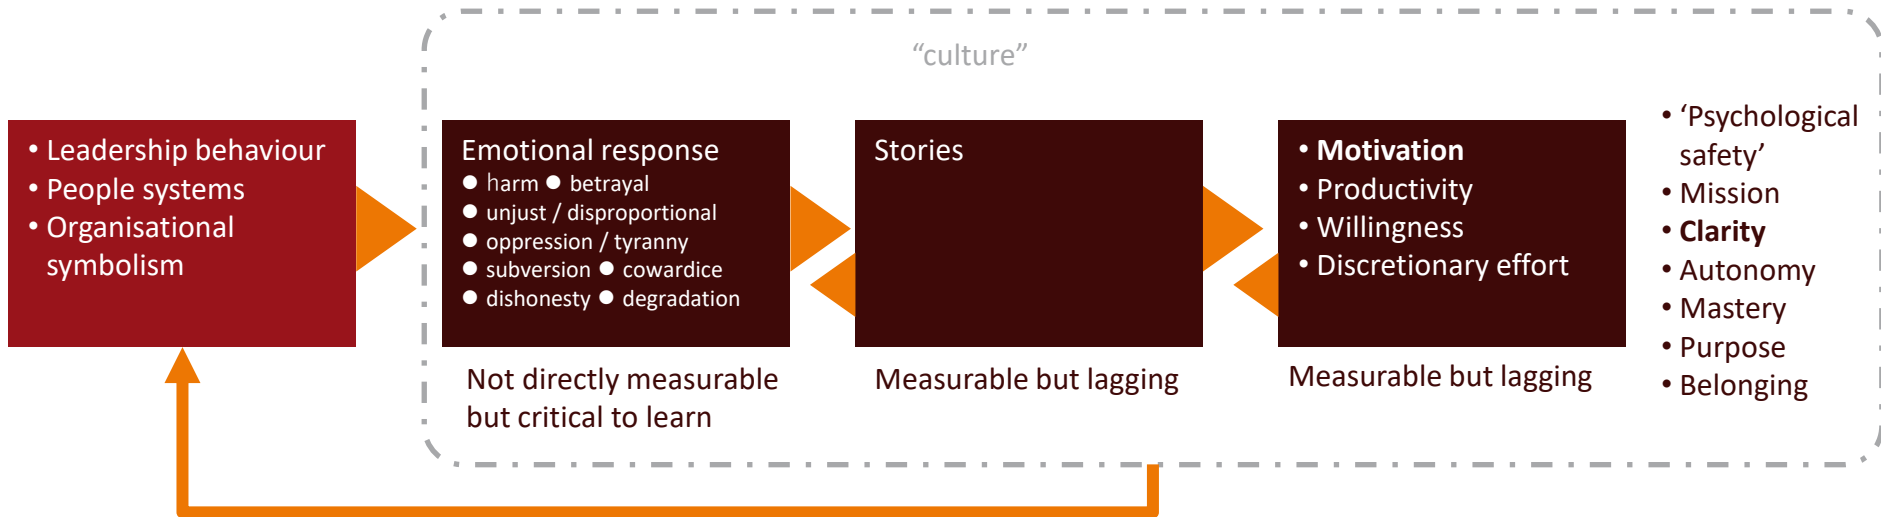 “culture”
• Leadership behaviour
• People systems
• Organisational
symbolism
Emotional response
● harm ● betrayal
● unjust / disproportional
● oppression / tyranny
● subversion ● cowardice
● dishonesty ● degradation
Not directly measurable
but critical to learn
Stories
Measurable but lagging
• Motivation
• Productivity
• Willingness
• Discretionary effort
Measurable but lagging
• ‘Psychological
safety’
• Mission
• Clarity
• Autonomy
• Mastery
• Purpose
• Belonging